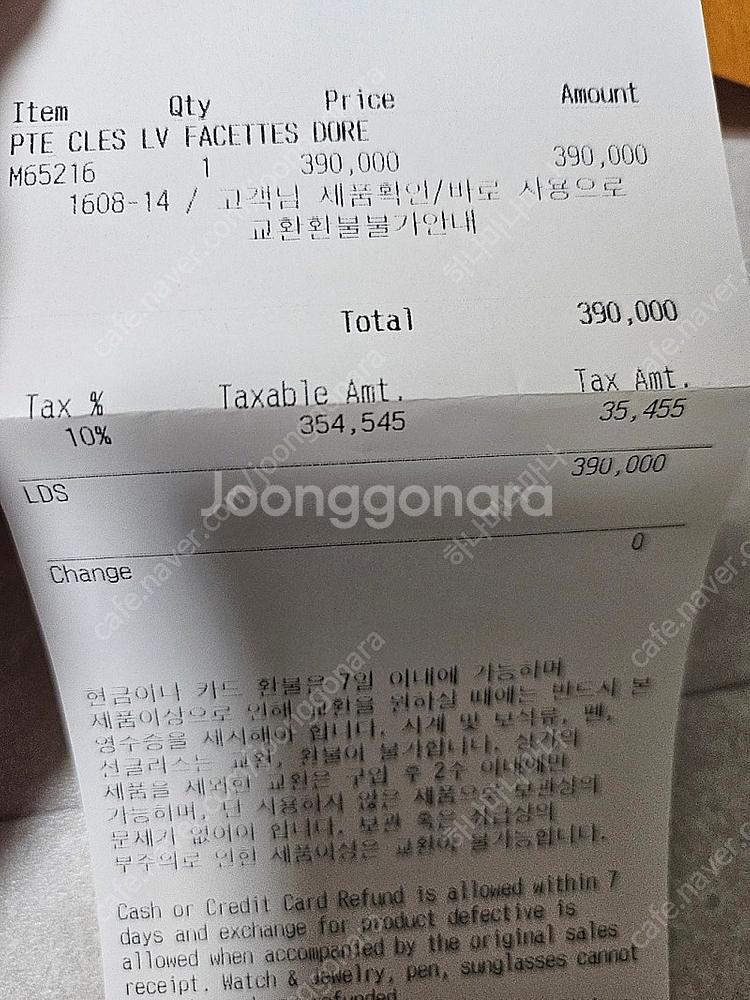 Item Qty Price Amount
PTE CLES LV FACETTES DORE
M65216 1 390,000 390,000
1608-14 / 고객님 제품확인/바로 사용으로
교환환불불가안내
Total 390,000
Tax % Taxable Amt. Tax Amt.
10% 354,545 35,455
LDS 390,000
Joonggonara
Change 0
현금이나 카드 환불은 7일 이내에 가능하며
제품이상으로 인해 교환을 원하실 때에는 반드시 본
영수증을 제시해야 합니다. 시계 및 보석류, 펜,
선글라스는 교환, 환불이 불가합니다. 상기의
제품을 제외한 교환은 구입 후 2주 이내에만
가능하며, 단 사용하지 않은 제품으로 보관상의
문제가 없어야 합니다. 보관 혹은 취급상의
부주의로 인한 제품이상은 교환이 불가능합니다.
Cash or Credit Card Refund is allowed within 7
days and exchange for product defective is
allowed when accompanied by the original sales
receipt. Watch & Jewelry, pen, sunglasses cannot
refunded